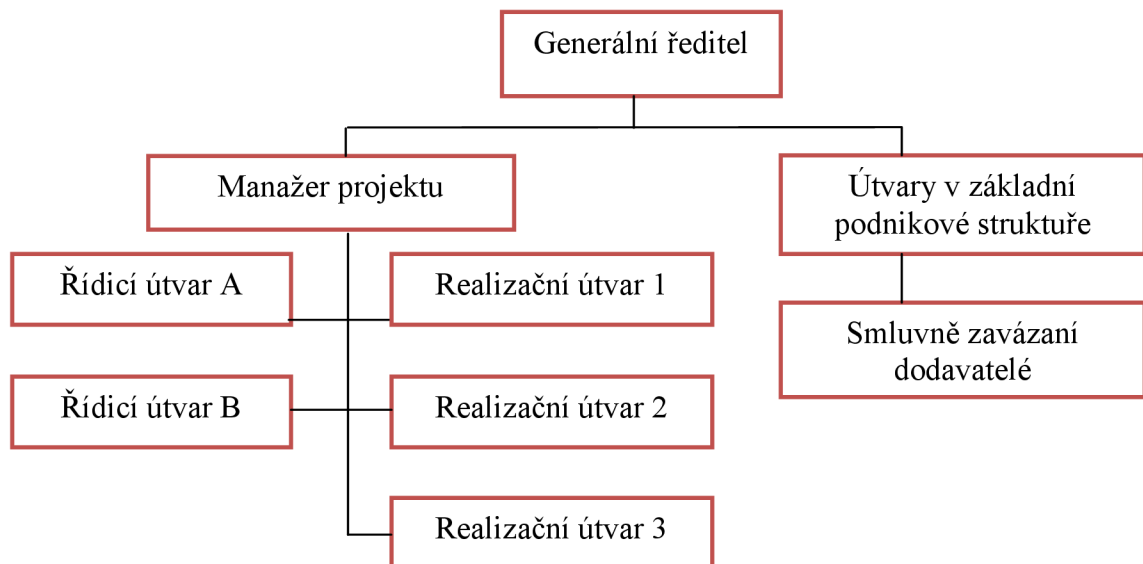 Generální ředitel
Manažer projektu
Útvary v základní
podnikové struktuře
Řídicí útvar A
Realizační útvar 1
Smluvně zavázaní
dodavatelé
Řídicí útvar B
Realizační útvar 2
Realizační útvar 3